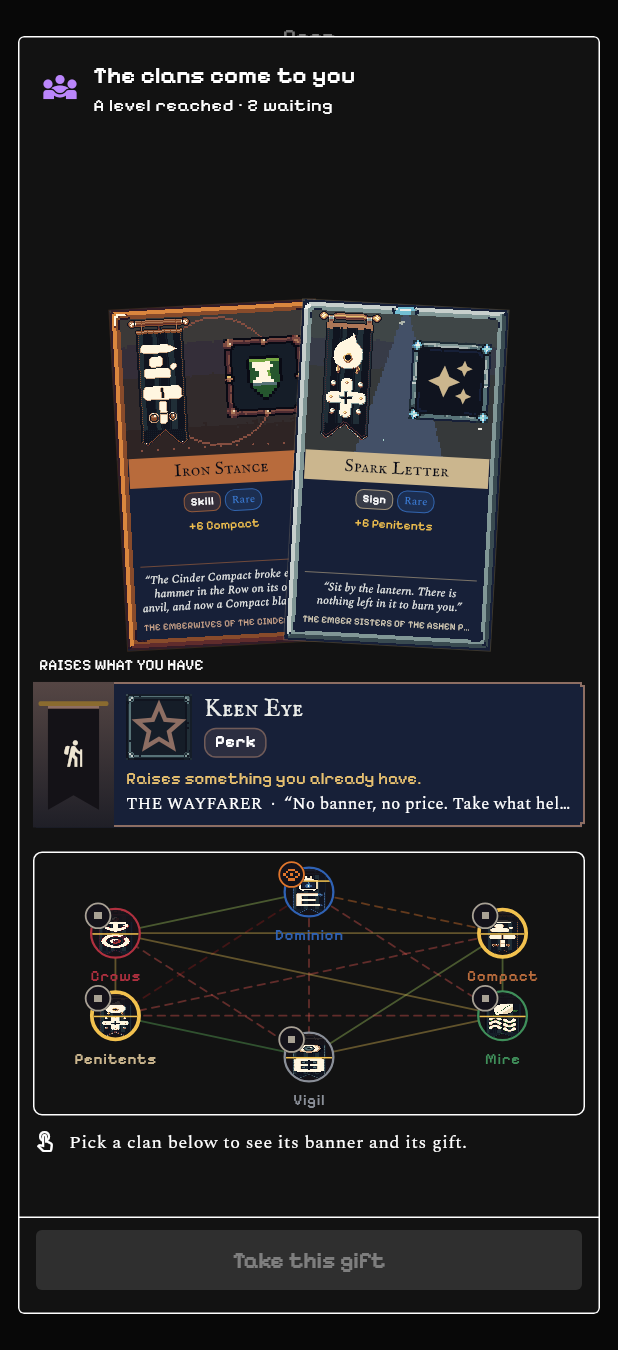 The clans come to you
A level reached · 2 waiting
Iron Stance
Skill Rare
+6 Compact
“The Cinder Compact broke
hammer in the Row on its o
anvil, and now a Compact bla
THE EMBERWIVES OF THE CINDE
Spark Letter
Sign Rare
+6 Penitents
“Sit by the lantern. There is
nothing left in it to burn you.”
THE EMBER SISTERS OF THE ASHEN P...
RAISES WHAT YOU HAVE
Keen Eye
Perk
Raises something you already have.
THE WAYFARER · “No banner, no price. Take what hel...
Dominion
Crows
Compact
Penitents
Mire
Vigil
Pick a clan below to see its banner and its gift.
Take this gift